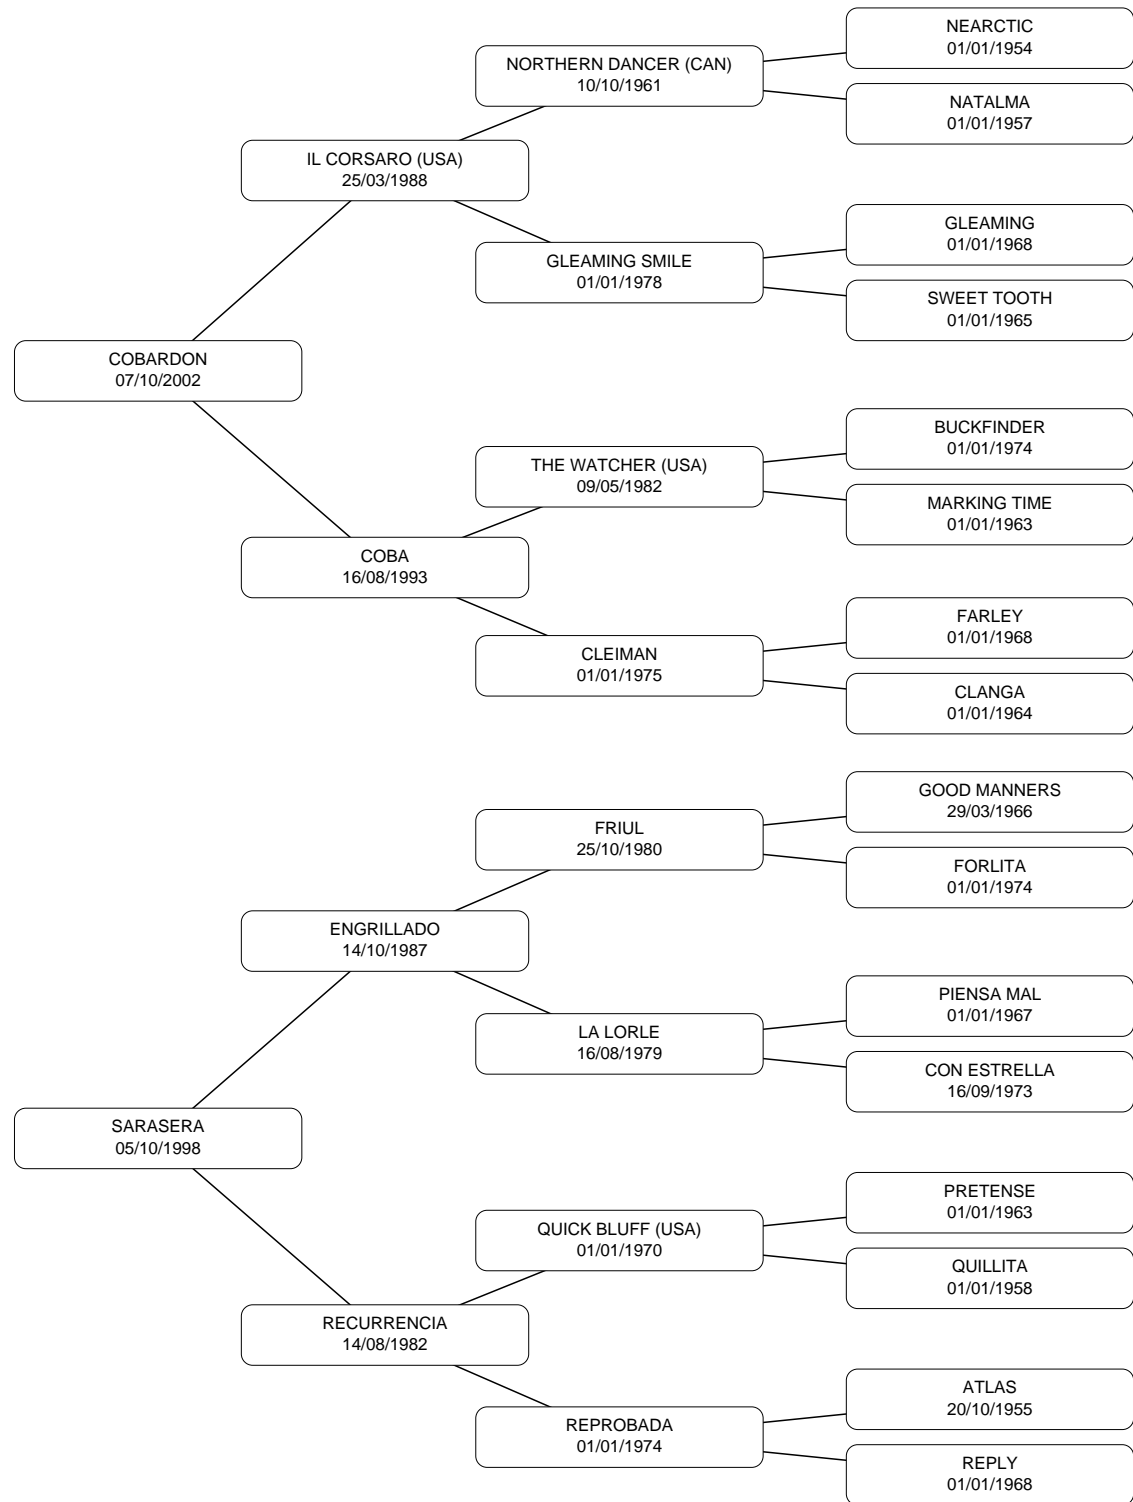 NEARCTIC
01/01/1954
NORTHERN DANCER (CAN)
10/10/1961
NATALMA
01/01/1957
IL CORSARO (USA)
25/03/1988
GLEAMING
01/01/1968
GLEAMING SMILE
01/01/1978
SWEET TOOTH
01/01/1965
COBARDON
07/10/2002
BUCKFINDER
01/01/1974
THE WATCHER (USA)
09/05/1982
MARKING TIME
01/01/1963
COBA
16/08/1993
FARLEY
01/01/1968
CLEIMAN
01/01/1975
CLANGA
01/01/1964
GOOD MANNERS
29/03/1966
FRIUL
25/10/1980
FORLITA
01/01/1974
ENGRILLADO
14/10/1987
PIENSA MAL
01/01/1967
LA LORLE
16/08/1979
CON ESTRELLA
16/09/1973
SARASERA
05/10/1998
PRETENSE
01/01/1963
QUICK BLUFF (USA)
01/01/1970
QUILLITA
01/01/1958
RECURRENCIA
14/08/1982
ATLAS
20/10/1955
REPROBADA
01/01/1974
REPLY
01/01/1968